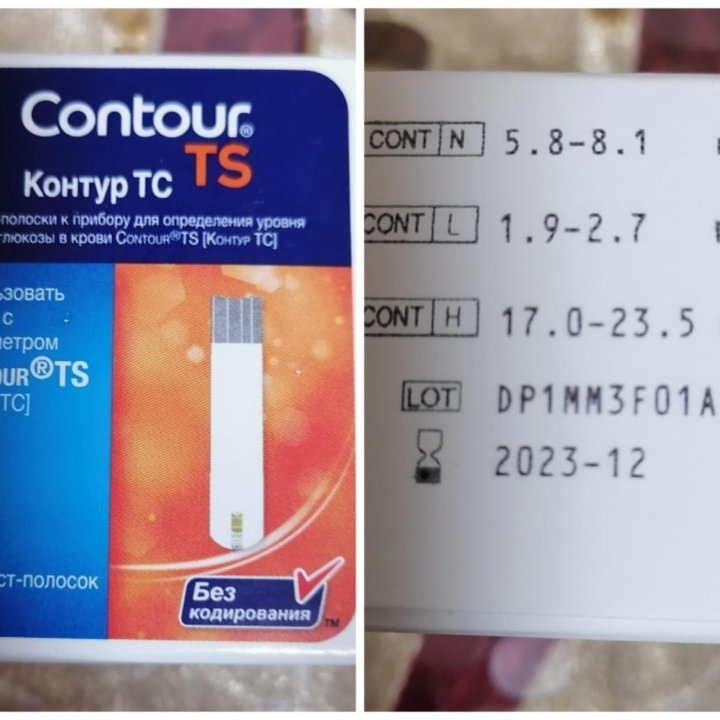 Contour®
TS
Контур ТС
-полоски к прибору для определения уровня
глюкозы в крови CONTOUR®TS [КОНТУР ТС]
ьзовать
с
етром
OUR®TS
ТС]
ст-полосок
Без
кодирования
TM
CONT N 5.8-8.1
CONT L 1.9-2.7
CONT H 17.0-23.5
LOT DP1MM3F01A
2023-12